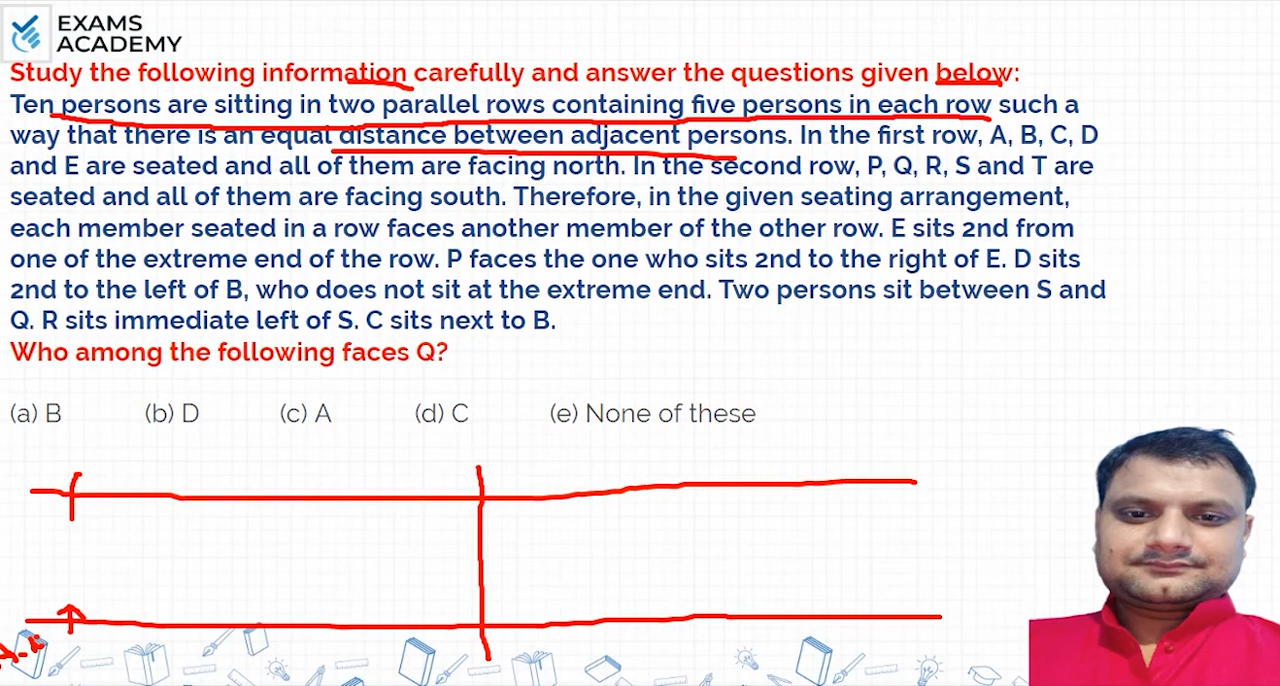 EXAMS
ACADEMY
Study the following information carefully and answer the questions given below:
Ten persons are sitting in two parallel rows containing five persons in each row such a
way that there is an equal distance between adjacent persons. In the first row, A, B, C, D
and E are seated and all of them are facing north. In the second row, P, Q, R, S and T are
seated and all of them are facing south. Therefore, in the given seating arrangement,
each member seated in a row faces another member of the other row. E sits 2nd from
one of the extreme end of the row. P faces the one who sits 2nd to the right of E. D sits
2nd to the left of B, who does not sit at the extreme end. Two persons sit between S and
Q. R sits immediate left of S. C sits next to B.
Who among the following faces Q?
(a) B (b) D (c) A (d) C (e) None of these